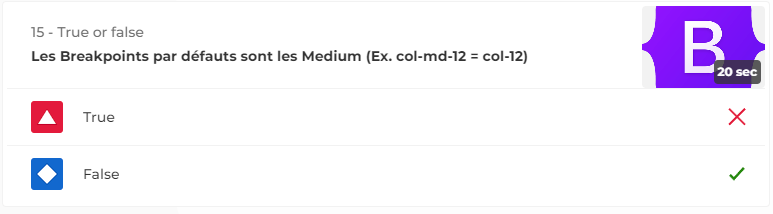 15 - True or false
Les Breakpoints par défauts sont les Medium (Ex. col-md-12 = col-12)
B
20 sec
True
False